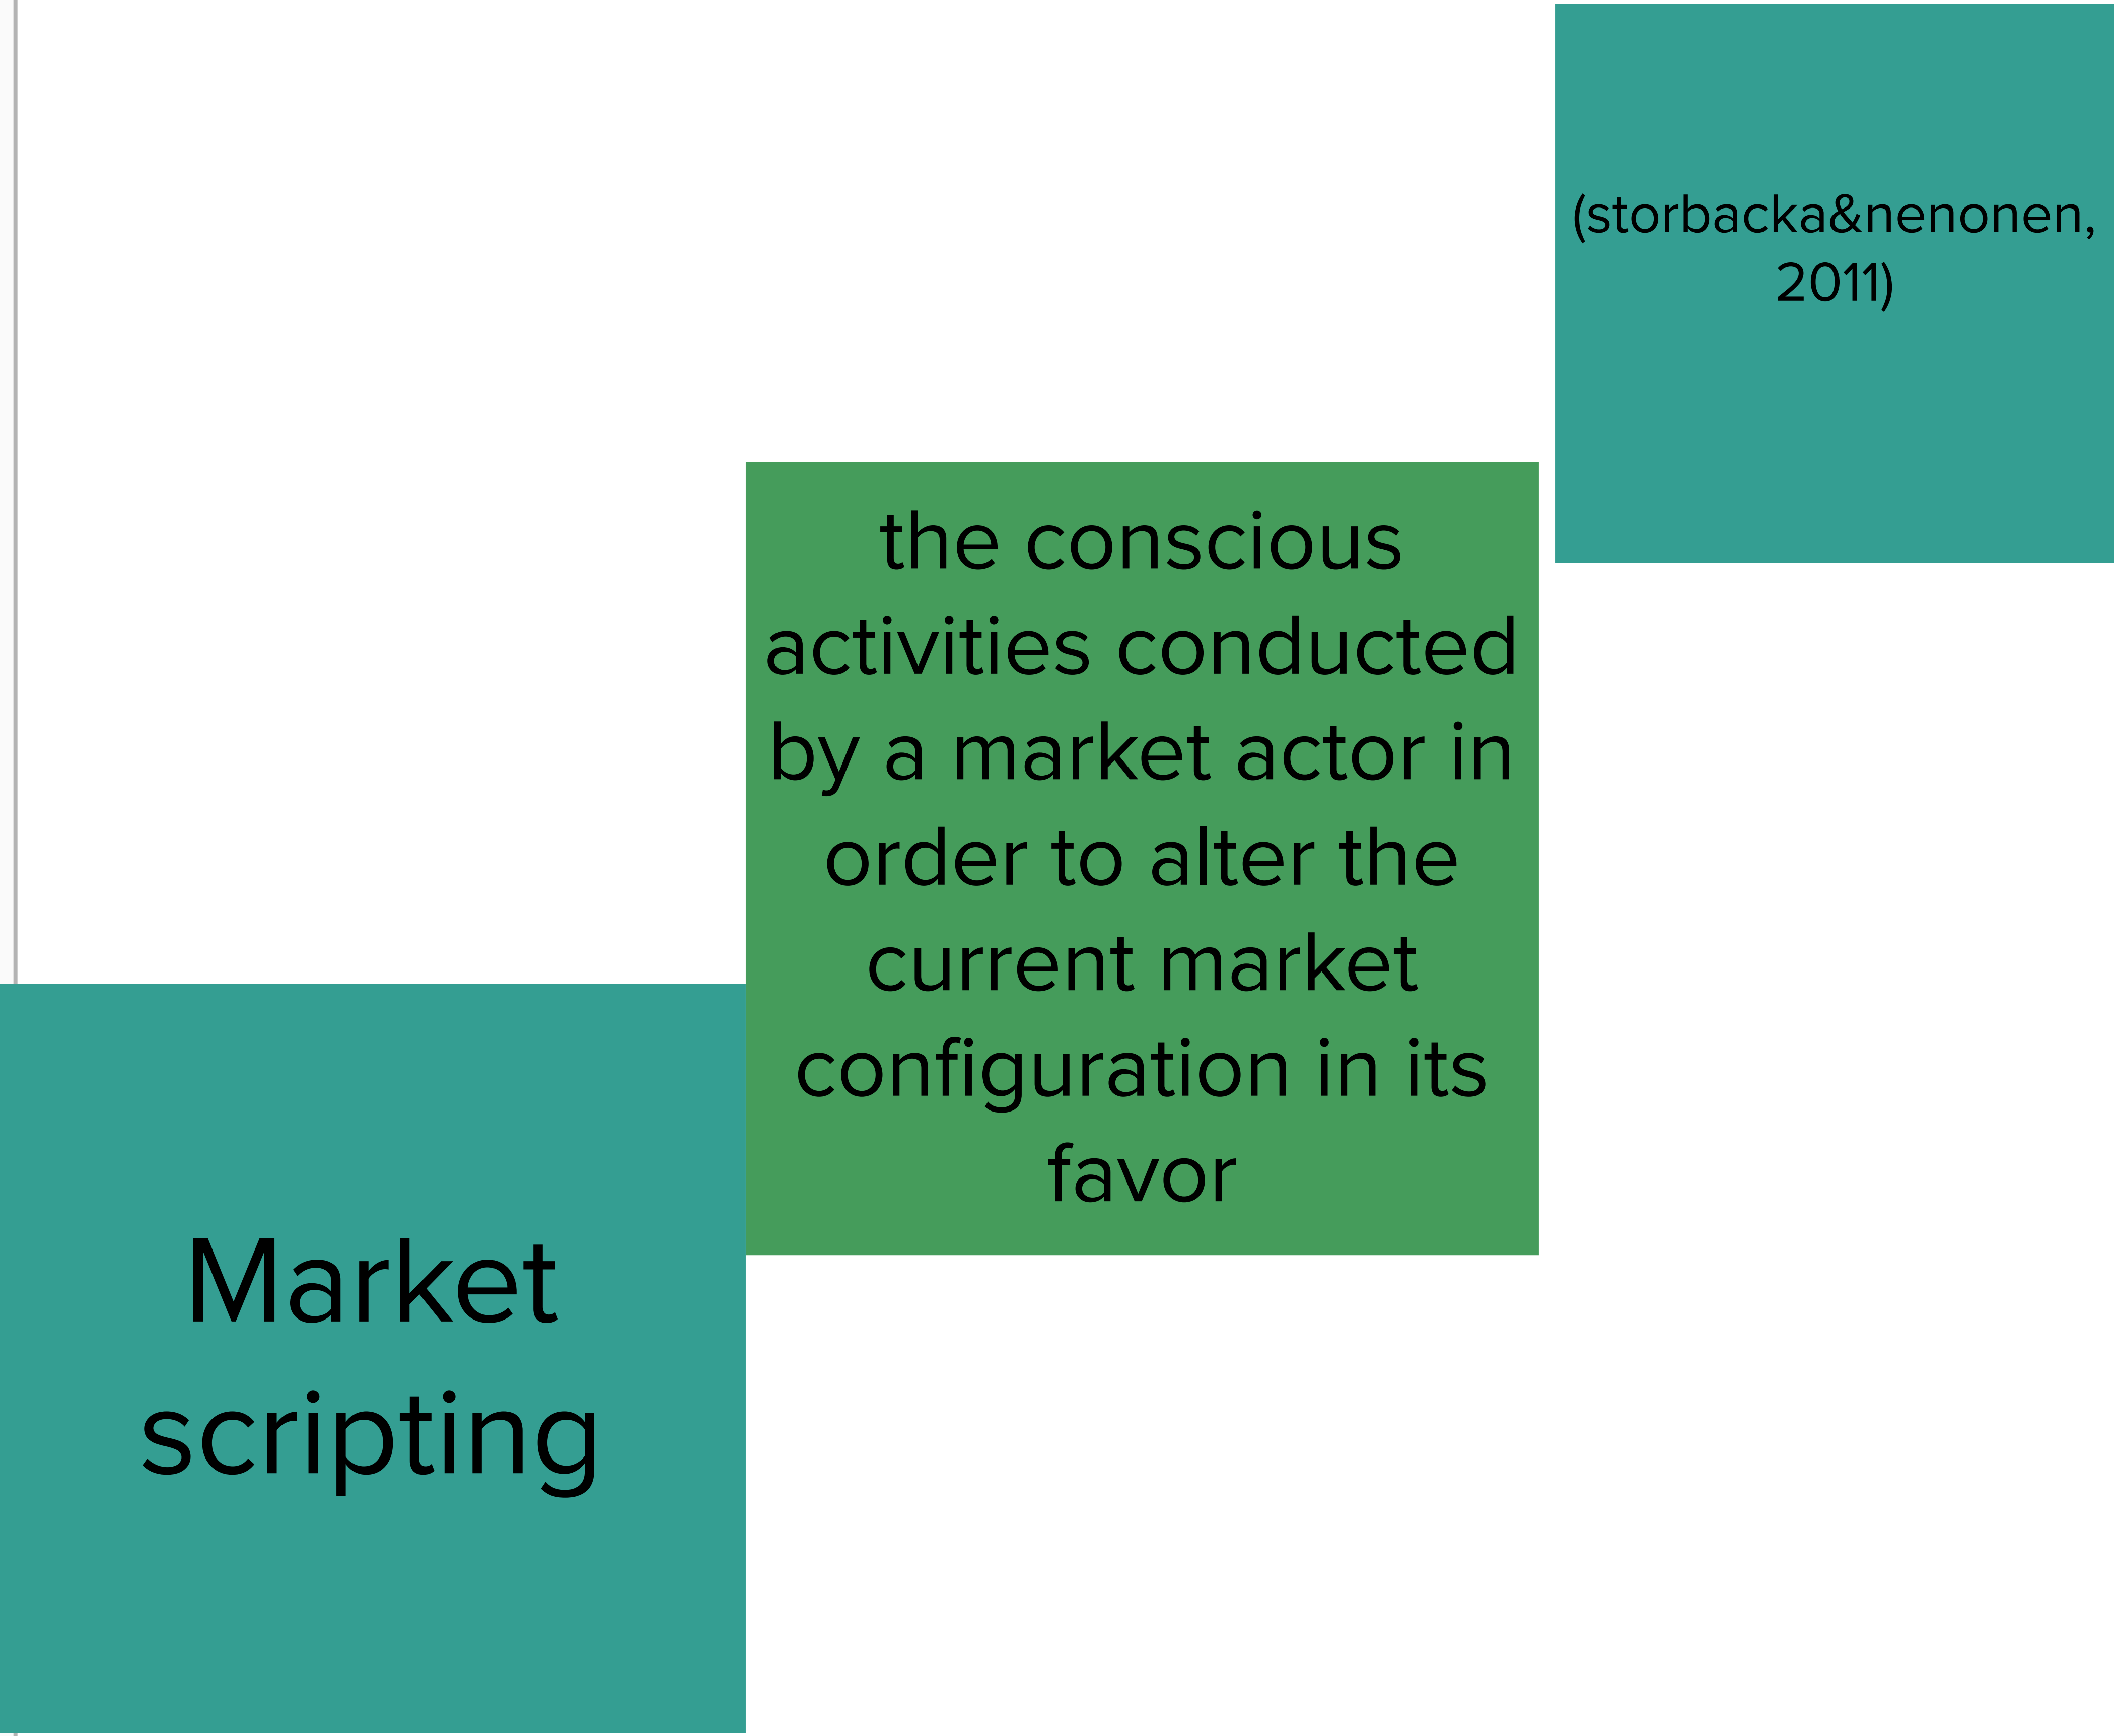 Market
scripting
the conscious
activities conducted
by a market actor in
order to alter the
current market
configuration in its
favor
(storbacka&nenonen,
2011)